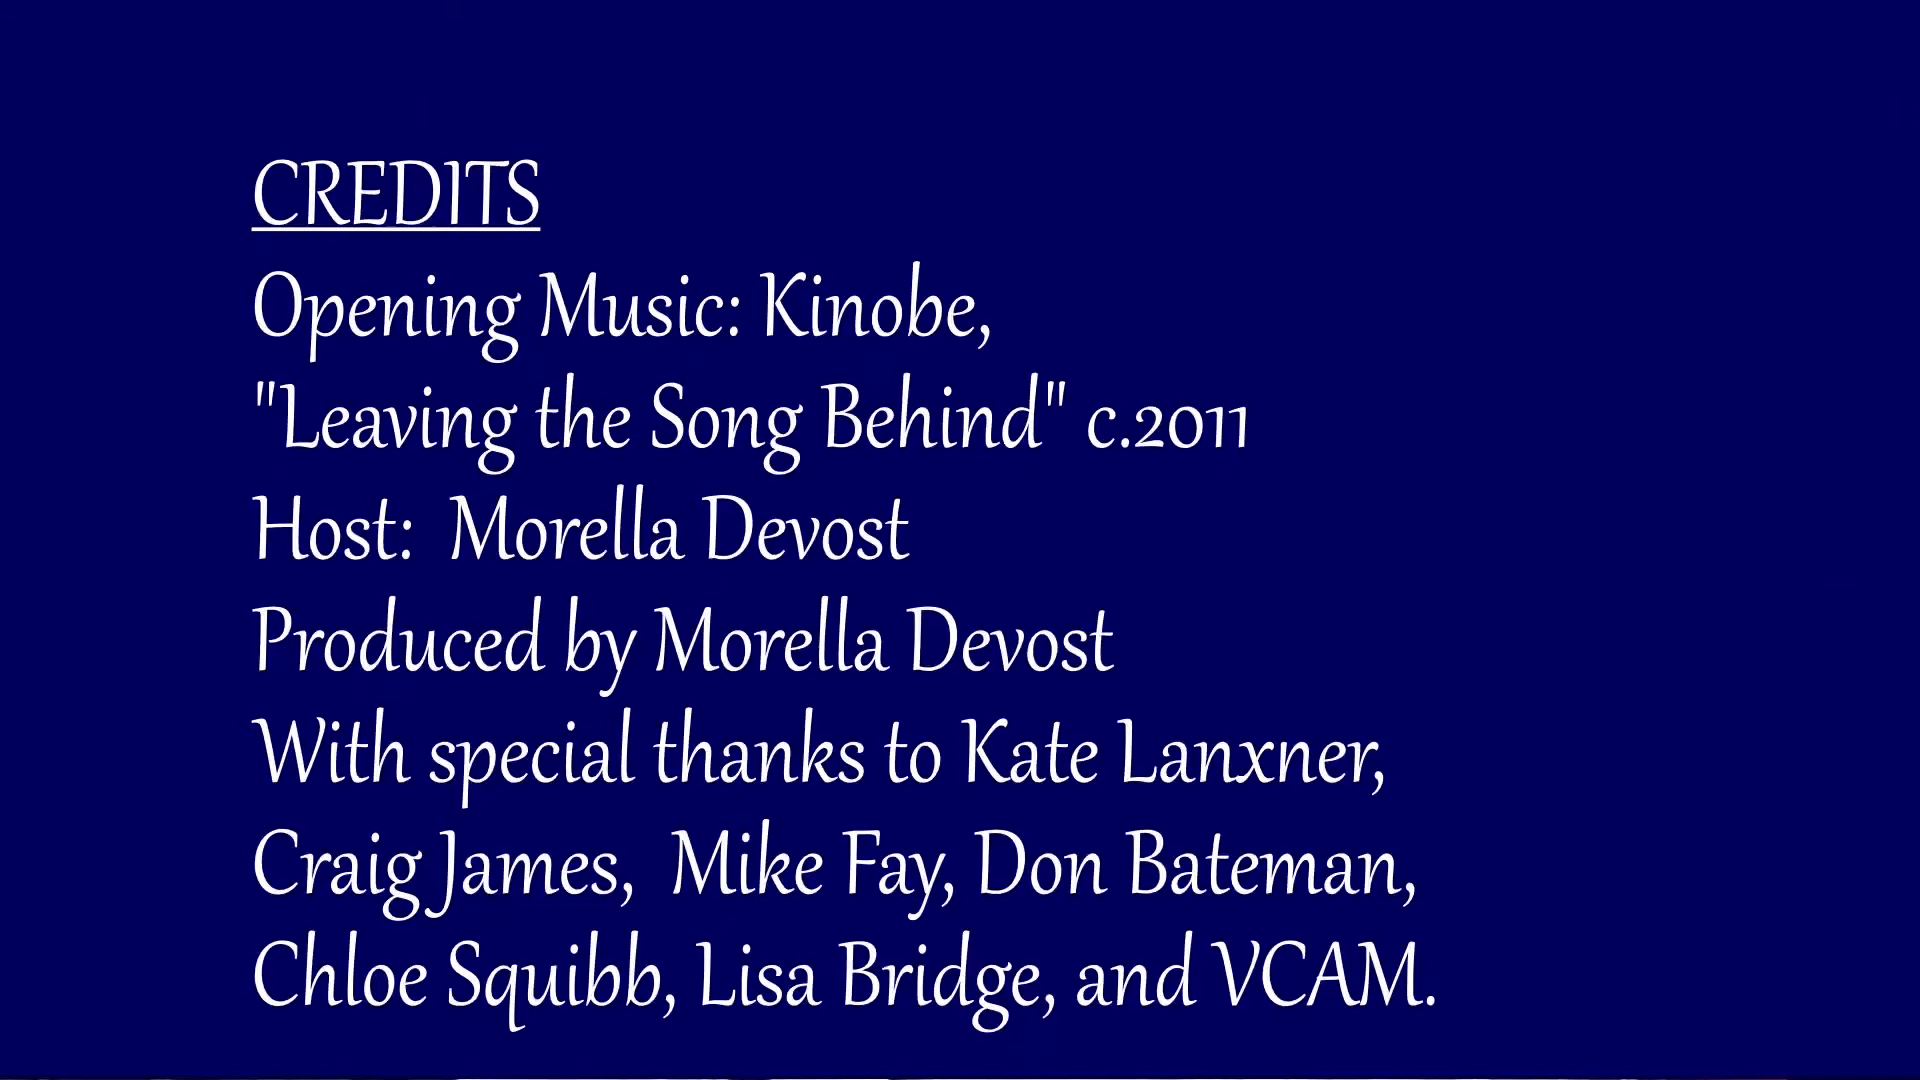 CREDITS
Opening Music: Kinobe,
"Leaving the Song Behind" c.2011
Host:  Morella Devost
Produced by Morella Devost
With special thanks to Kate Lanxner,
Craig James,  Mike Fay, Don Bateman,
Chloe Squibb, Lisa Bridge, and VCAM.